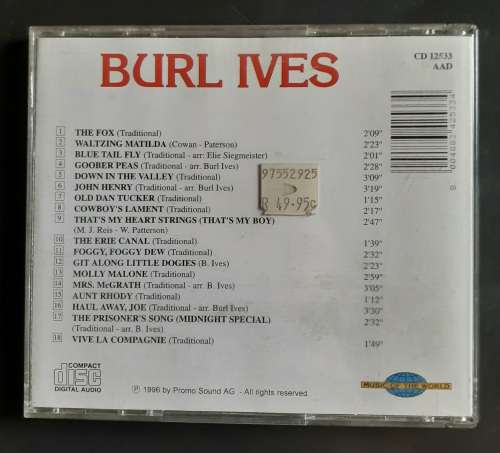 BURL IVES
CD 12533
AAD
1 THE FOX (Traditional) 2'09"
2 WALTZING MATILDA (Cowan - Paterson) 2'23"
3 BLUE TAIL FLY (Traditional - arr: Elie Siegmeister) 2'01"
4 GOOBER PEAS (Traditional - arr: Burl Ives) 2'28"
5 DOWN IN THE VALLEY (Traditional) 3'09"
6 JOHN HENRY (Traditional - arr: Burl Ives) 3'19"
7 OLD DAN TUCKER (Traditional) 1'15"
8 COWBOY'S LAMENT (Traditional) 2'17"
9 THAT'S MY HEART STRINGS (THAT'S MY BOY) 2'47"
(M. J. Reis - W. Patterson)
10 THE ERIE CANAL (Traditional) 1'39"
11 FOGGY, FOGGY DEW (Traditional) 2'32"
12 GIT ALONG LITTLE DOGIES (B. Ives) 2'23"
13 MOLLY MALONE (Traditional) 2'59"
14 MRS. McGRATH (Traditional - arr. B. Ives) 3'05"
15 AUNT RHODY (Traditional) 1'12"
16 HAUL AWAY, JOE (Traditional - arr. Burl Ives) 3'30"
17 THE PRISONER'S SONG (MIDNIGHT SPECIAL) 2'32"
(Traditional - arr. B. Ives)
18 VIVE LA COMPAGNIE (Traditional) 1'49"
97552925
R 49-95c
COMPACT
disc
DIGITAL AUDIO
℗ 1996 by Promo Sound AG - All rights reserved.
MUSIC OF THE WORLD